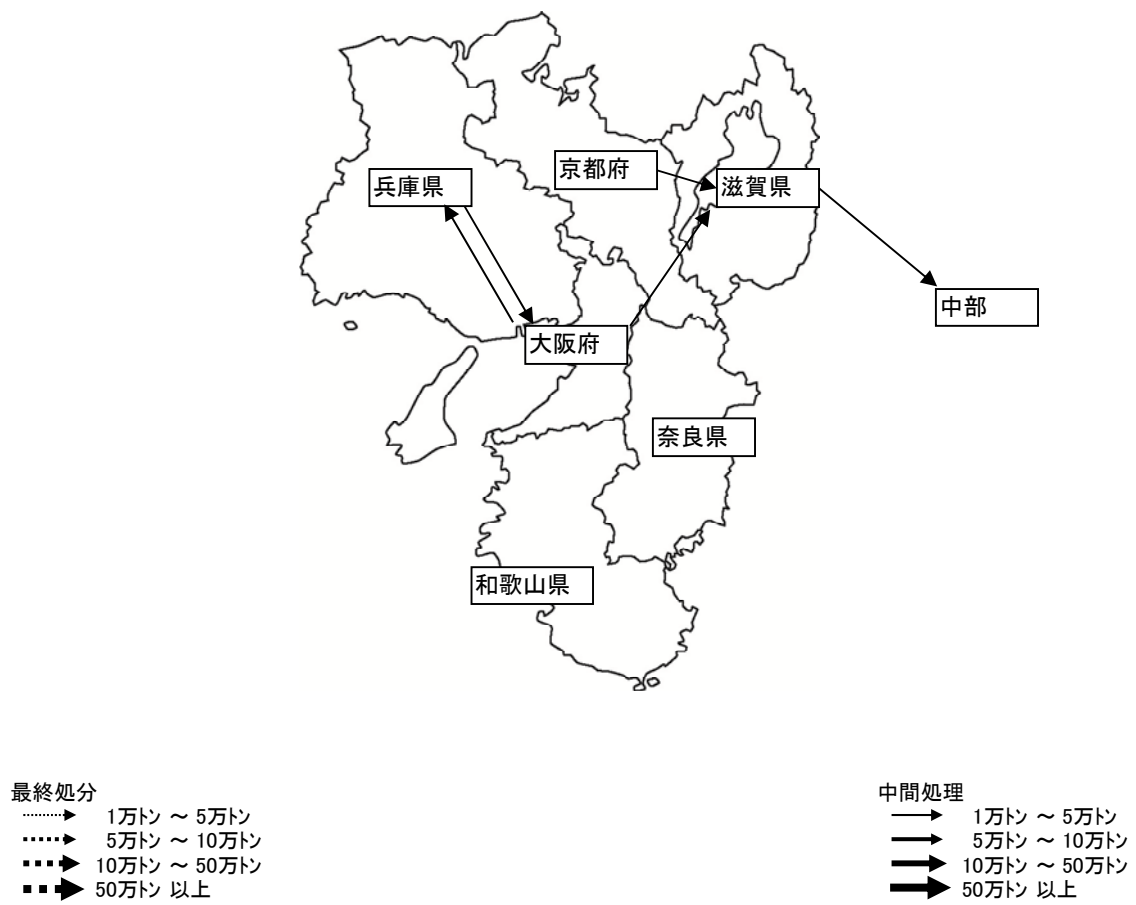 京都府
兵庫県
滋賀県
中部
大阪府
奈良県
和歌山県
最終処分
1万トン ～ 5万トン
5万トン ～ 10万トン
10万トン ～ 50万トン
50万トン 以上
中間処理
1万トン ～ 5万トン
5万トン ～ 10万トン
10万トン ～ 50万トン
50万トン 以上